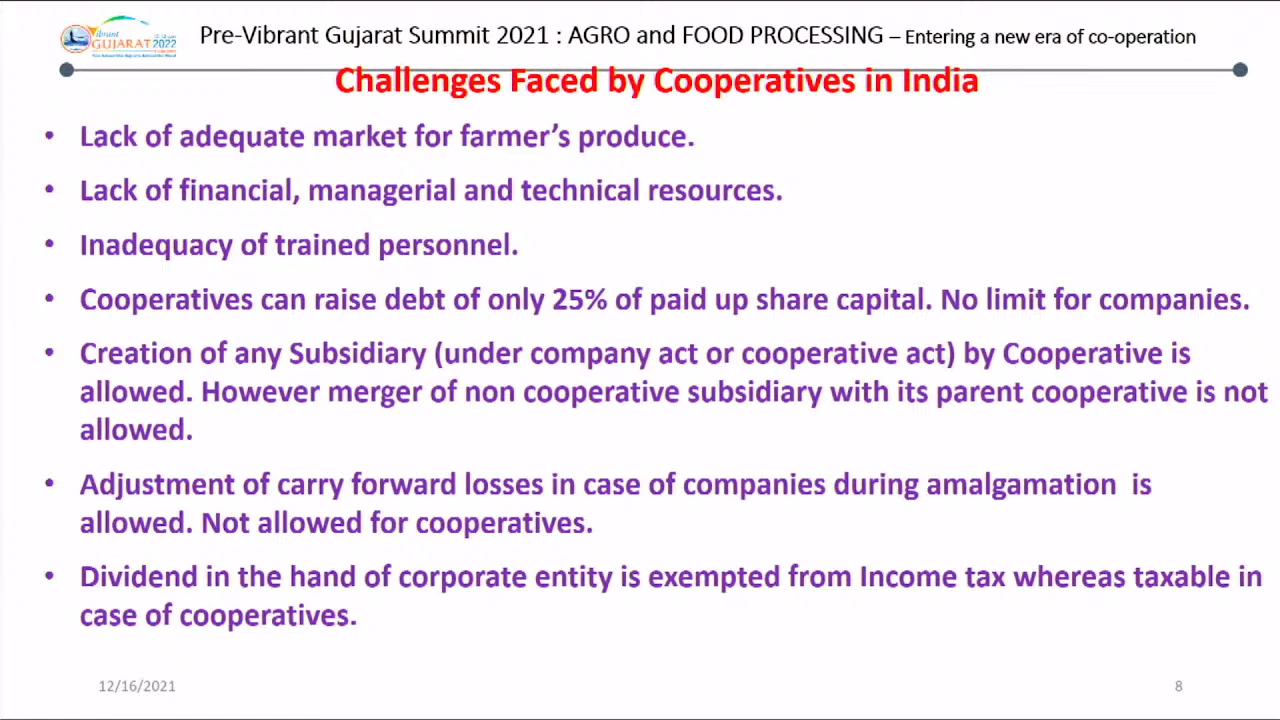 Vibrant
GUJARAT 2022
Pre-Vibrant Gujarat Summit 2021 : AGRO and FOOD PROCESSING – Entering a new era of co-operation
Challenges Faced by Cooperatives in India
• Lack of adequate market for farmer’s produce.
• Lack of financial, managerial and technical resources.
• Inadequacy of trained personnel.
• Cooperatives can raise debt of only 25% of paid up share capital. No limit for companies.
• Creation of any Subsidiary (under company act or cooperative act) by Cooperative is
allowed. However merger of non cooperative subsidiary with its parent cooperative is not
allowed.
• Adjustment of carry forward losses in case of companies during amalgamation is
allowed. Not allowed for cooperatives.
• Dividend in the hand of corporate entity is exempted from Income tax whereas taxable in
case of cooperatives.
12/16/2021
8